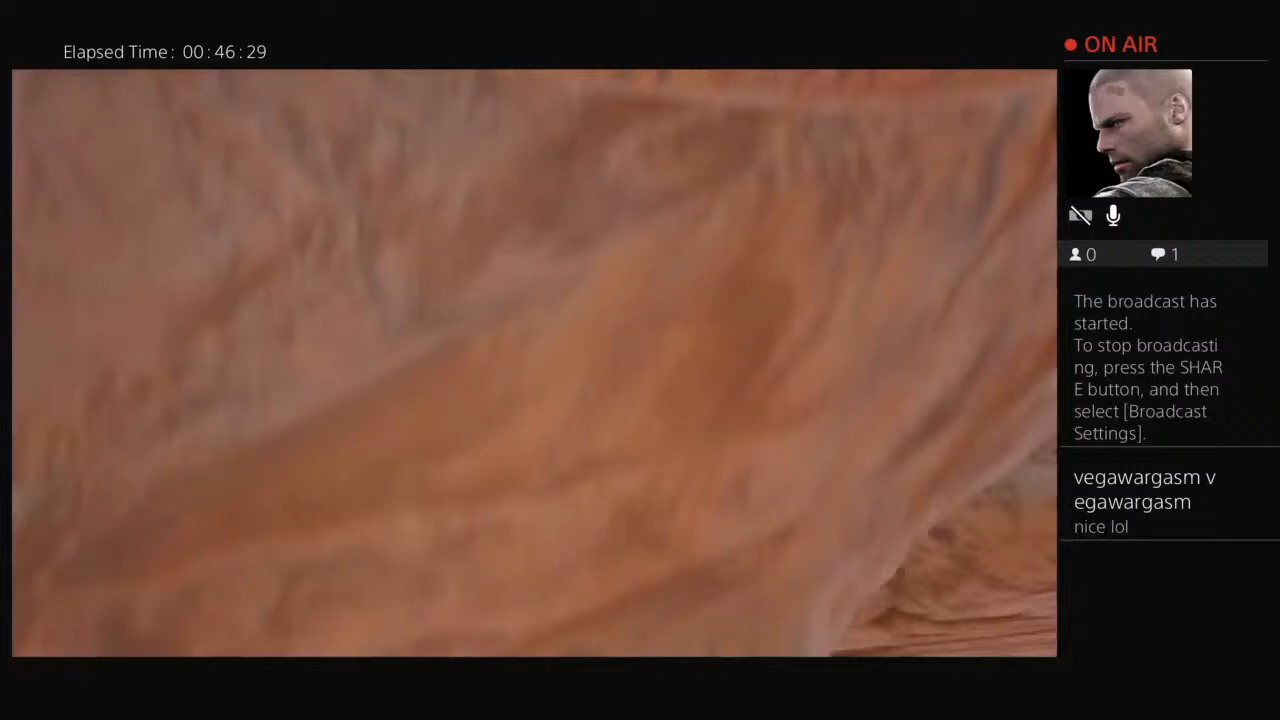 Elapsed Time: 00:46:29
ON AIR
0 1
The broadcast has
started.
To stop broadcasti
ng, press the SHAR
E button, and then
select [Broadcast
Settings].
vegawargasm v
egawargasm
nice lol